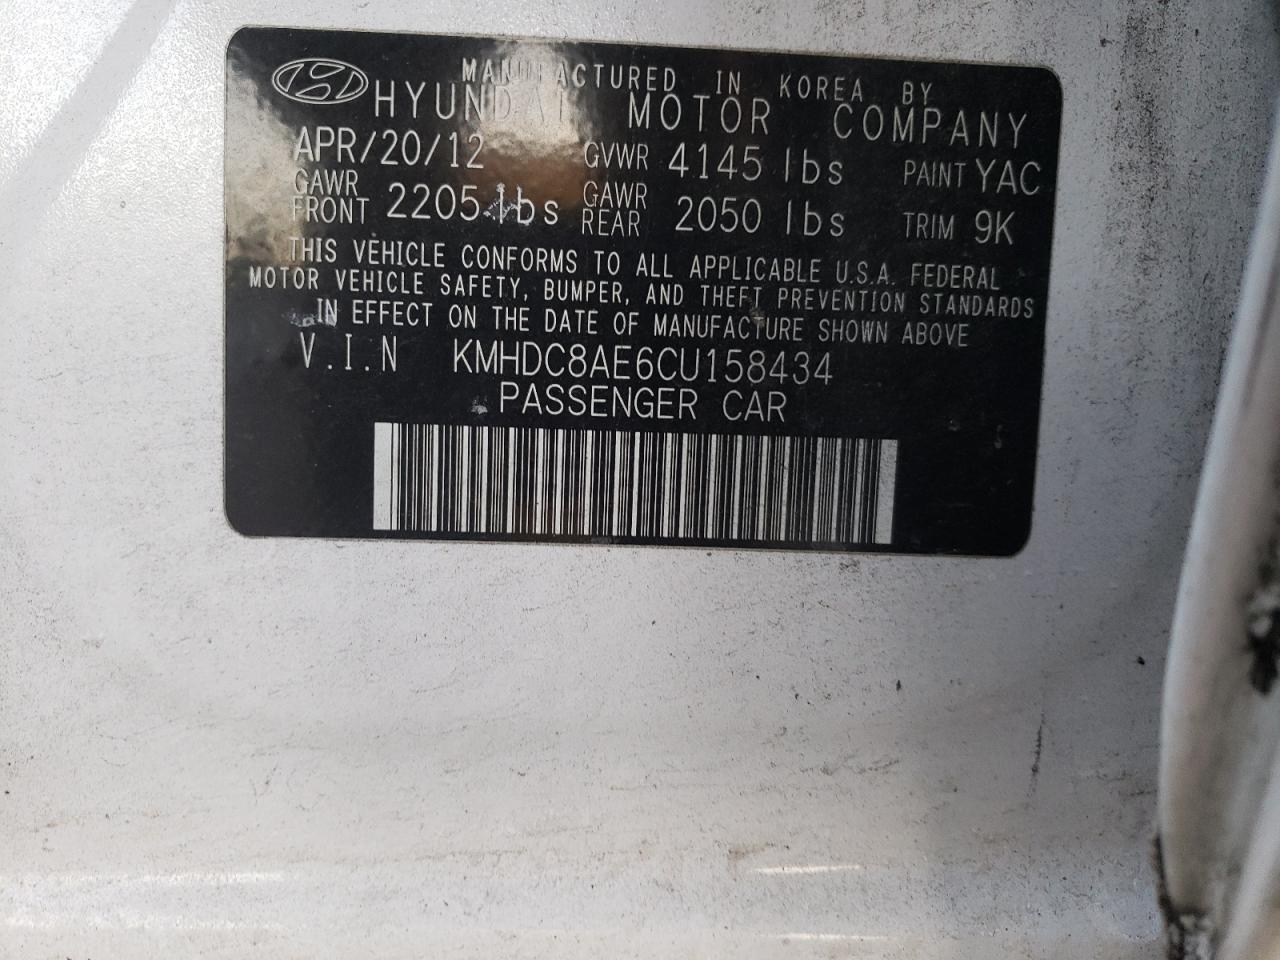 MANUFACTURED IN KOREA BY
HYUNDAI MOTOR COMPANY
APR/20/12 GVWR 4145 lbs PAINT YAC
GAWR FRONT 2205 lbs GAWR REAR 2050 lbs TRIM 9K
THIS VEHICLE CONFORMS TO ALL APPLICABLE U.S.A. FEDERAL
MOTOR VEHICLE SAFETY, BUMPER, AND THEFT PREVENTION STANDARDS
IN EFFECT ON THE DATE OF MANUFACTURE SHOWN ABOVE
V.I.N KMHDC8AE6CU158434
PASSENGER CAR